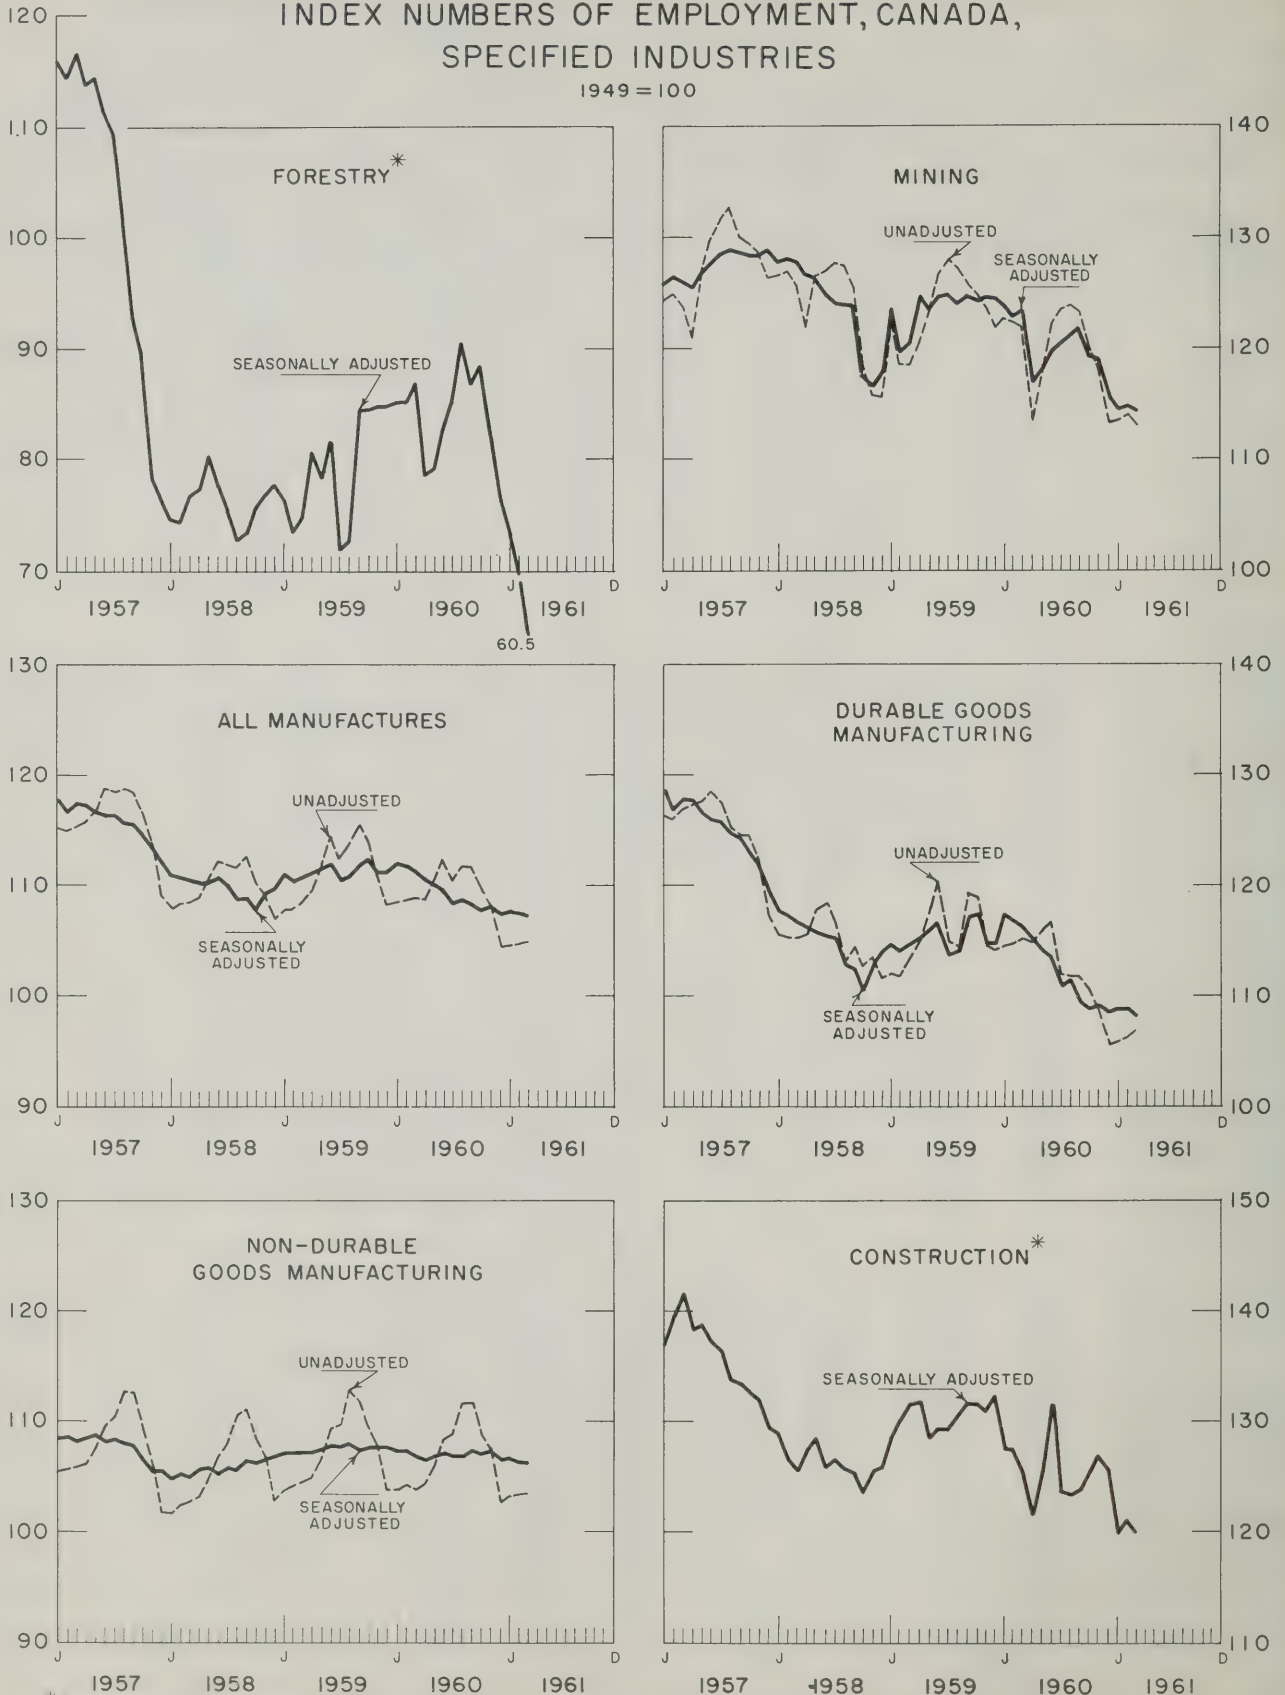 INDEX NUMBERS OF EMPLOYMENT, CANADA,
SPECIFIED INDUSTRIES
1949=100
120
110
100
90
80
70
FORESTRY*
SEASONALLY ADJUSTED
J J J J J D
1957 1958 1959 1960 1961
60.5
MINING
UNADJUSTED
SEASONALLY
ADJUSTED
140
130
120
110
100
J J J J J D
1957 1958 1959 1960 1961
130
120
110
100
90
ALL MANUFACTURES
UNADJUSTED
SEASONALLY
ADJUSTED
J J J J J D
1957 1958 1959 1960 1961
DURABLE GOODS
MANUFACTURING
UNADJUSTED
SEASONALLY
ADJUSTED
140
130
120
110
100
J J J J J D
1957 1958 1959 1960 1961
130
120
110
100
90
NON-DURABLE
GOODS MANUFACTURING
UNADJUSTED
SEASONALLY
ADJUSTED
J J J J J D
1957 1958 1959 1960 1961
CONSTRUCTION*
SEASONALLY ADJUSTED
150
140
130
120
110
J J J J J D
1957 1958 1959 1960 1961